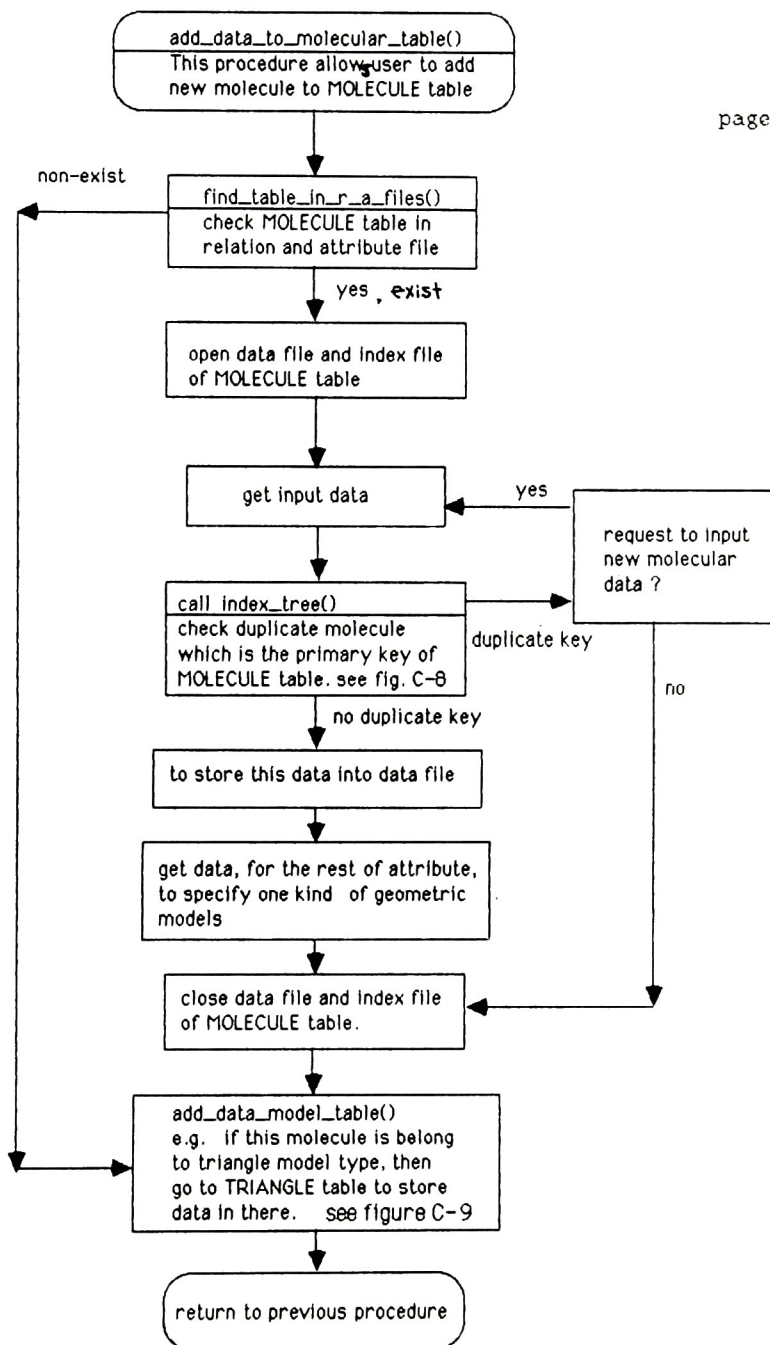 add_data_to_molecular_table()
This procedure allows user to add
new molecule to MOLECULE table
page
non-exist
find_table_in_r_a_files()
check MOLECULE table in
relation and attribute file
yes , exist
open data file and index file
of MOLECULE table
get input data
yes
request to input
new molecular
data ?
call index_tree()
check duplicate molecule
which is the primary key of
MOLECULE table. see fig. C-8
duplicate key
no
no duplicate key
to store this data into data file
get data, for the rest of attribute,
to specify one kind of geometric
models
close data file and index file
of MOLECULE table.
add_data_model_table()
e.g. if this molecule is belong
to triangle model type, then
go to TRIANGLE table to store
data in there. see figure C-9
return to previous procedure